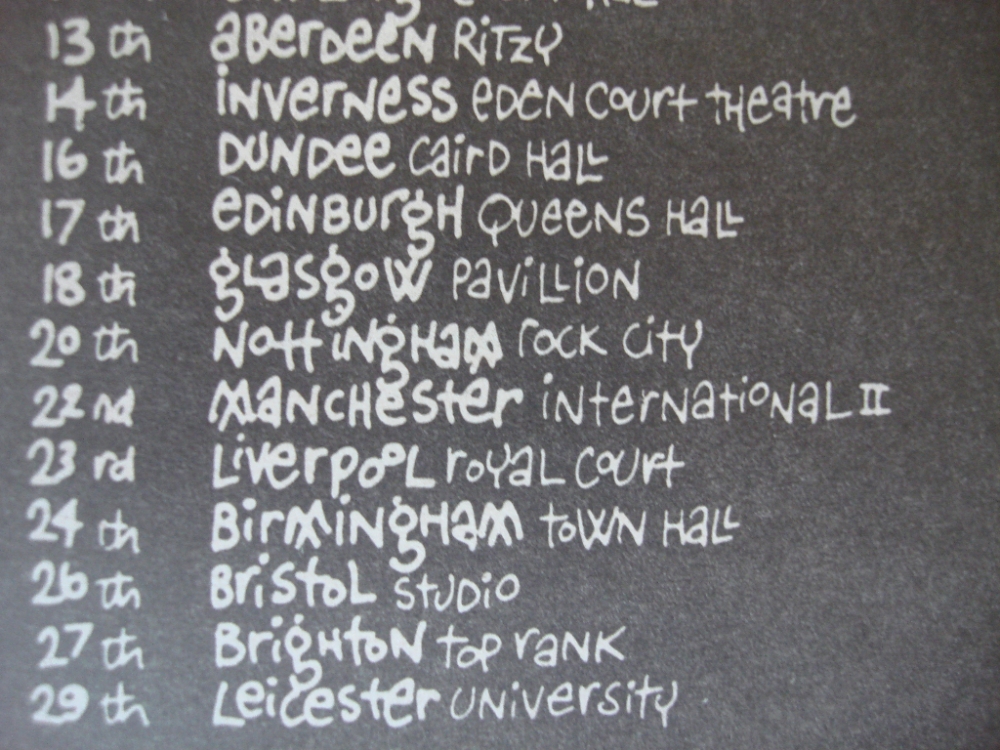 13th aBerDeeN RiTZY
14th iNVerNess eDeN court tHeatre
16th DUNDee cairD HaLL
17th eDiNBUrgH QUeeNS HaLL
18th gLasgoW PaViLLiON
20th NottiNgHaM rock city
22nd MaNCHester iNterNatioNaL II
23rd LiVerpooL roYaL court
24th BirMiNgHaM toWN HaLL
26th BristoL stUDio
27th BrigHtoN top raNK
29th Leicester UNiVersity